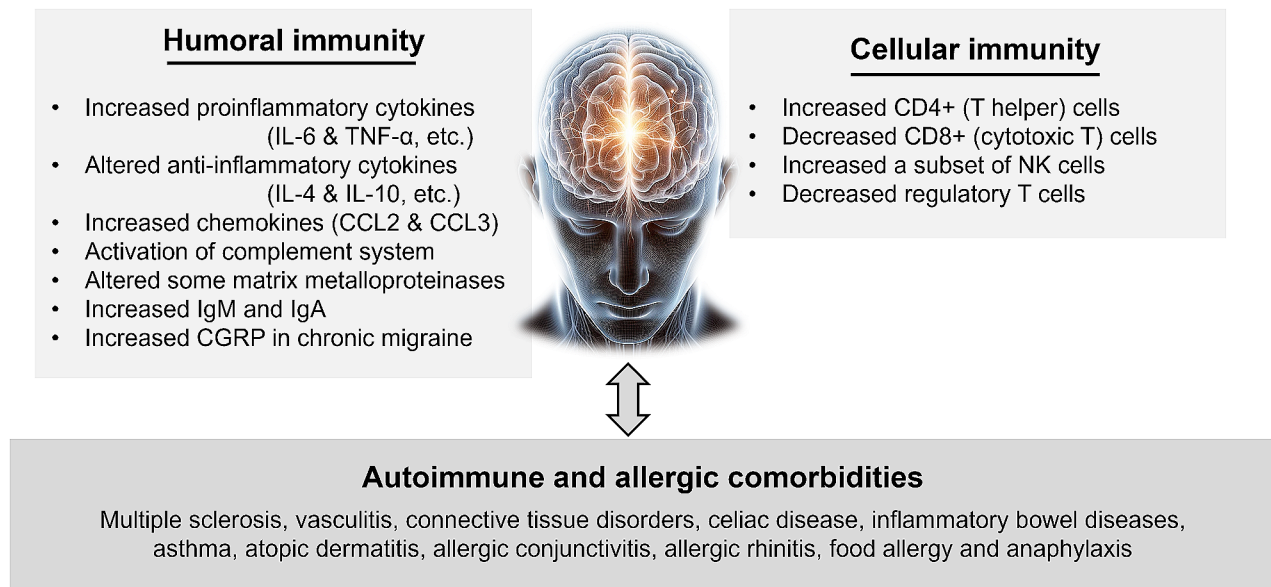 Humoral immunity
• Increased proinflammatory cytokines
(IL-6 & TNF-α, etc.)
• Altered anti-inflammatory cytokines
(IL-4 & IL-10, etc.)
• Increased chemokines (CCL2 & CCL3)
• Activation of complement system
• Altered some matrix metalloproteinases
• Increased IgM and IgA
• Increased CGRP in chronic migraine
Cellular immunity
• Increased CD4+ (T helper) cells
• Decreased CD8+ (cytotoxic T) cells
• Increased a subset of NK cells
• Decreased regulatory T cells
Autoimmune and allergic comorbidities
Multiple sclerosis, vasculitis, connective tissue disorders, celiac disease, inflammatory bowel diseases,
asthma, atopic dermatitis, allergic conjunctivitis, allergic rhinitis, food allergy and anaphylaxis